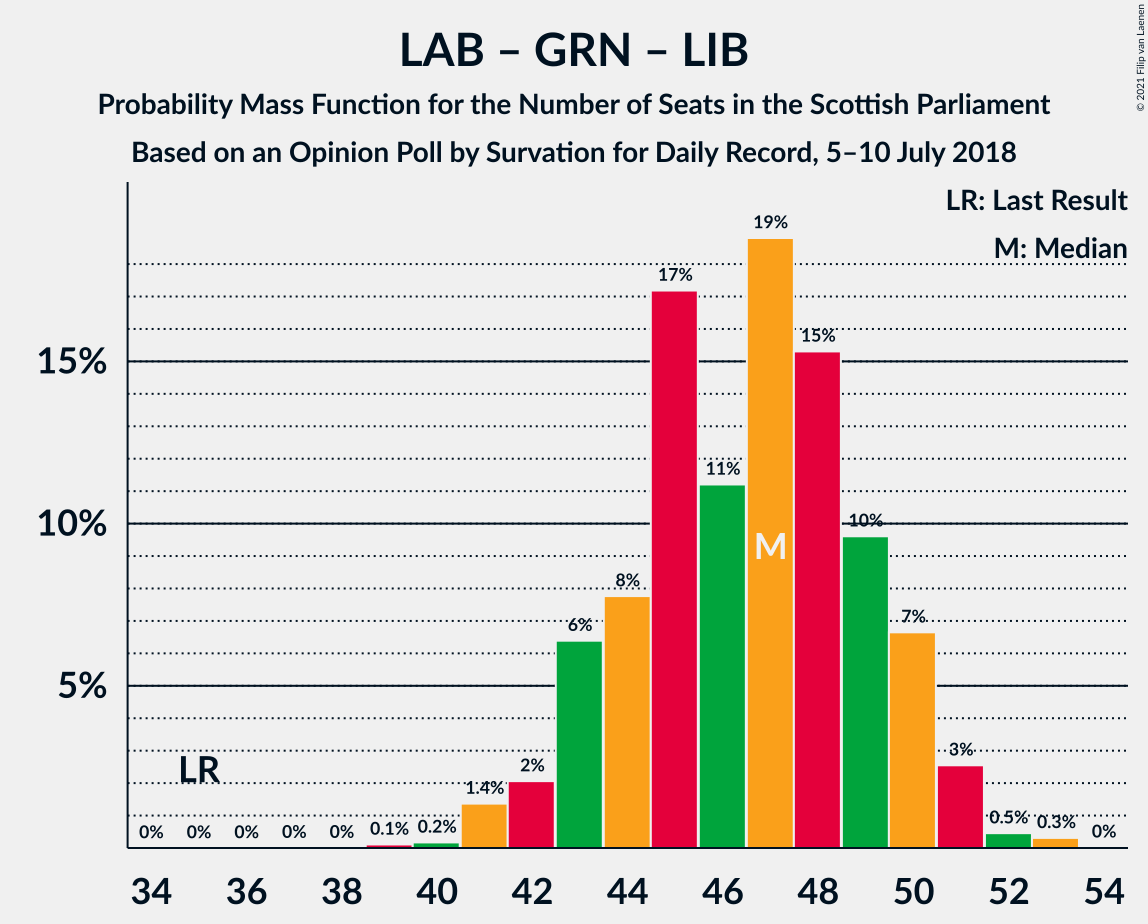 LAB – GRN – LIB
Probability Mass Function for the Number of Seats in the Scottish Parliament
Based on an Opinion Poll by Survation for Daily Record, 5–10 July 2018
© 2021 Filip van Laenen
LR: Last Result
M: Median
15%
10%
5%
LR
M
0%
0%
0%
0%
0%
0.1%
0.2%
1.4%
2%
6%
8%
17%
11%
19%
15%
10%
7%
3%
0.5%
0.3%
0%
34 36 38 40 42 44 46 48 50 52 54